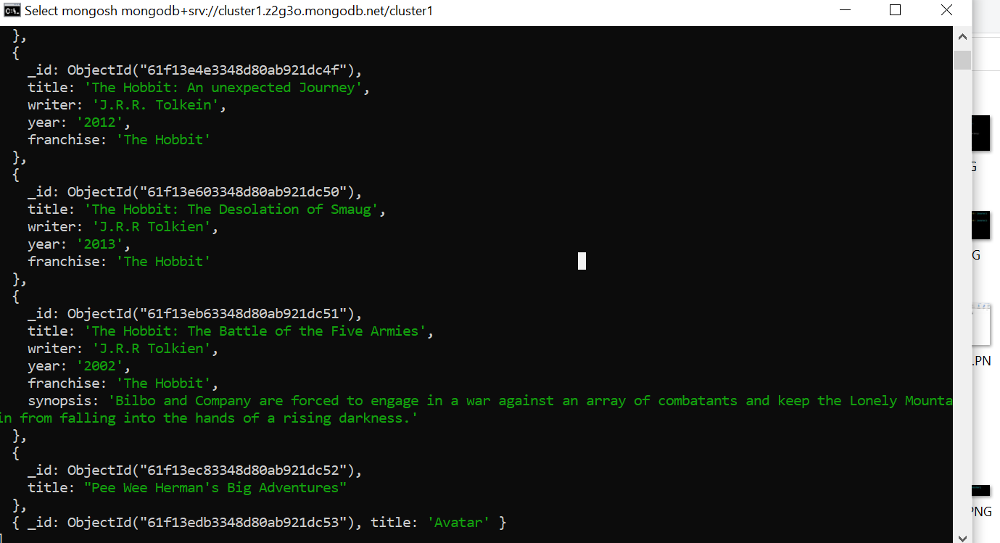 Select mongosh mongodb+srv://cluster1.z2g3o.mongodb.net/cluster1
},
{
_id: ObjectId("61f13e4e3348d80ab921dc4f"),
title: 'The Hobbit: An unexpected Journey',
writer: 'J.R.R. Tolkein',
year: '2012',
franchise: 'The Hobbit'
},
{
_id: ObjectId("61f13e603348d80ab921dc50"),
title: 'The Hobbit: The Desolation of Smaug',
writer: 'J.R.R Tolkien',
year: '2013',
franchise: 'The Hobbit'
},
{
_id: ObjectId("61f13eb63348d80ab921dc51"),
title: 'The Hobbit: The Battle of the Five Armies',
writer: 'J.R.R Tolkien',
year: '2002',
franchise: 'The Hobbit',
synopsis: 'Bilbo and Company are forced to engage in a war against an array of combatants and keep the Lonely Mounta
in from falling into the hands of a rising darkness.'
},
{
_id: ObjectId("61f13ec83348d80ab921dc52"),
title: "Pee Wee Herman's Big Adventures"
},
{ _id: ObjectId("61f13edb3348d80ab921dc53"), title: 'Avatar' }
]
G
G
.PN
PNG